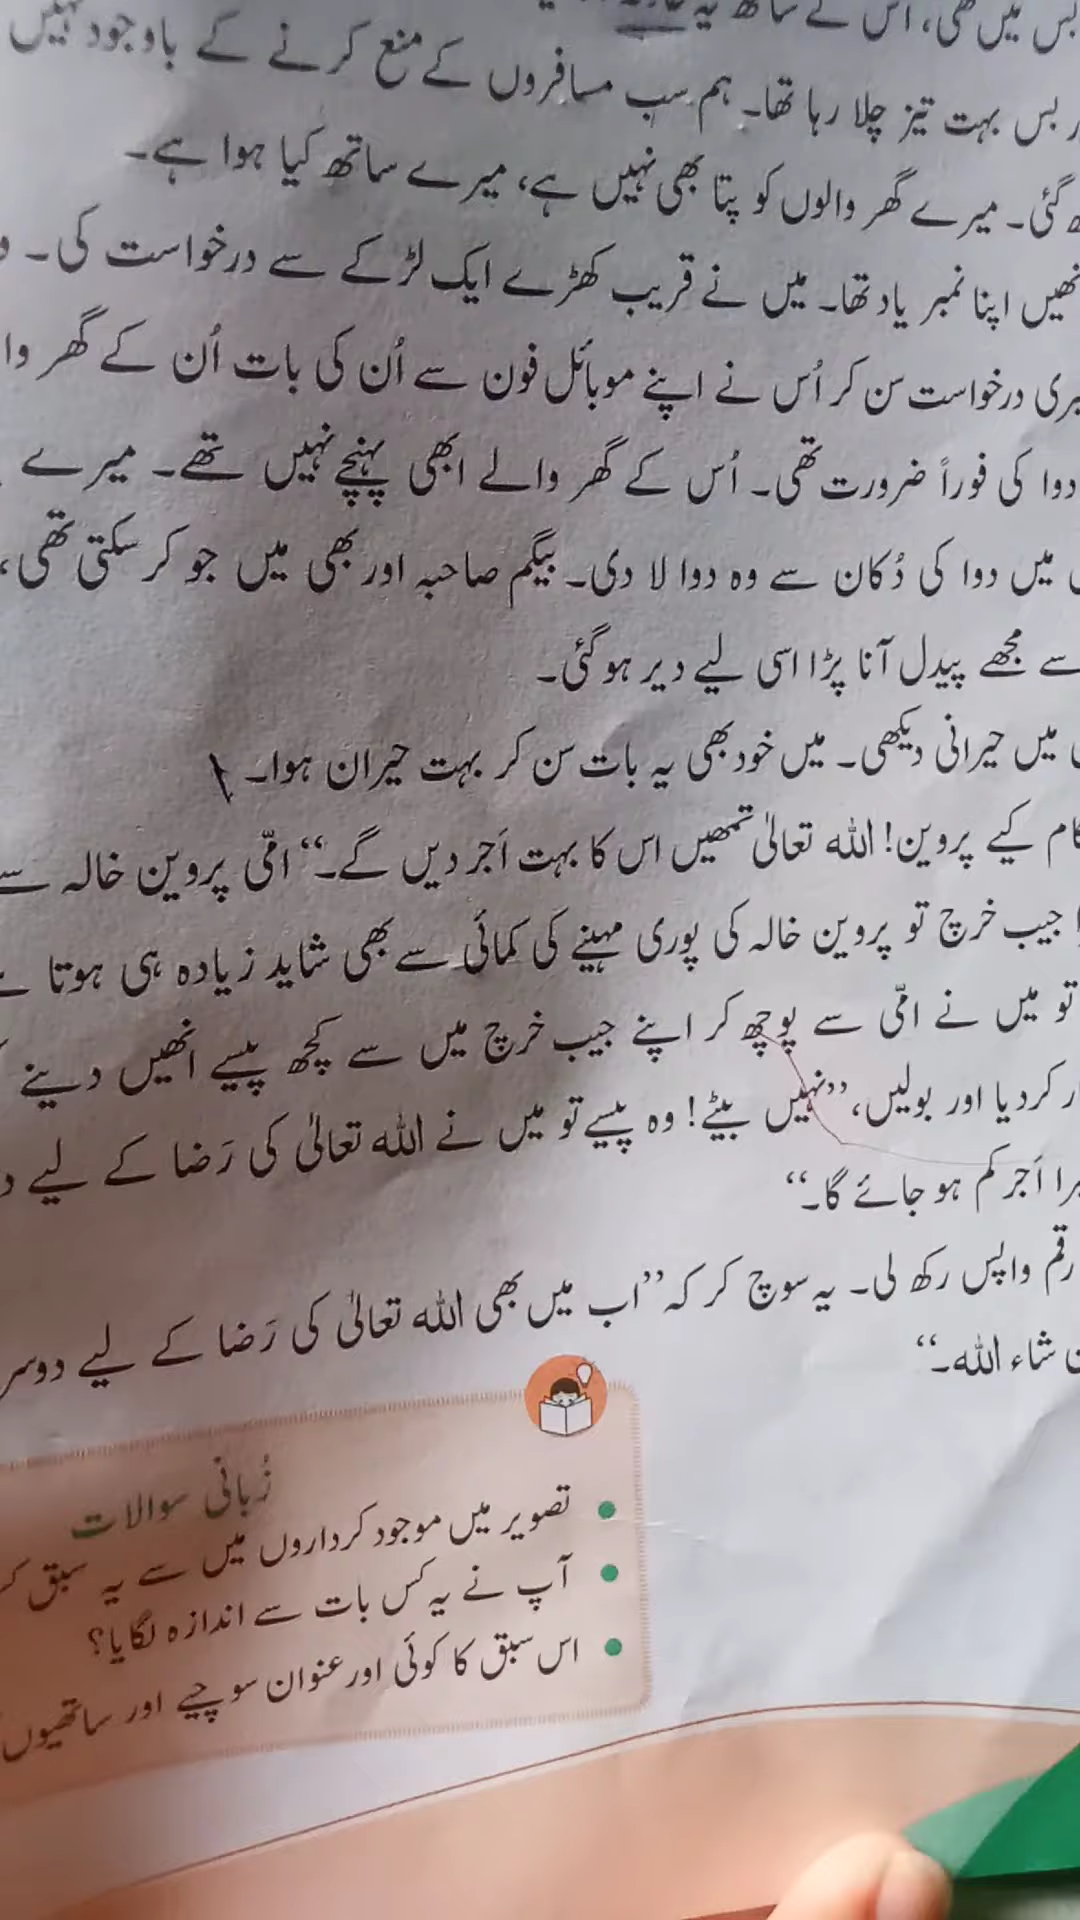 بس میں تھی، اس کے ساتھ یہ
بس بہت تیز چلا رہا تھا۔ ہم سب مسافروں کے منع کرنے کے باوجود نہیں
گئی۔ میرے گھر والوں کو پتا بھی نہیں ہے، میرے ساتھ کیا ہوا ہے۔
اپنا نمبر یاد تھا۔ میں نے قریب کھڑے ایک لڑکے سے درخواست کی۔
درخواست سن کر اُس نے اپنے موبائل فون سے اُن کی بات اُن کے گھر
دوا کی فوراً ضرورت تھی۔ اُس کے گھر والے ابھی پہنچے نہیں تھے۔ میرے
میں دوا کی دُکان سے وہ دوا لا دی۔ بیگم صاحبہ اور بھی میں جو کر سکتی تھی،
سے مجھے پیدل آنا پڑا اسی لیے دیر ہو گئی۔
میں حیرانی دیکھی۔ میں خود بھی یہ بات سن کر بہت حیران ہوا۔
کام کیے پروین! اللہ تعالیٰ تمھیں اس کا بہت اَجر دیں گے۔“ امّی پروین خالہ سے
جیب خرچ تو پروین خالہ کی پوری مہینے کی کمائی سے بھی شاید زیادہ ہی ہوتا
تو میں نے امّی سے پوچھ کر اپنے جیب خرچ میں سے کچھ پیسے انھیں دینے
کر دیا اور بولیں، ”نہیں بیٹے! وہ پیسے تو میں نے اللہ تعالیٰ کی رَضا کے لیے
اَجر کم ہو جائے گا۔“
رقم واپس رکھ لی۔ یہ سوچ کر کہ ”اب میں بھی اللہ تعالیٰ کی رَضا کے لیے
شاء اللہ۔“
زُبانی سوالات
تصویر میں موجود کرداروں میں سے یہ سبق
آپ نے یہ کس بات سے اندازہ لگایا؟
اس سبق کا کوئی اور عنوان سوچیے اور ساتھیوں